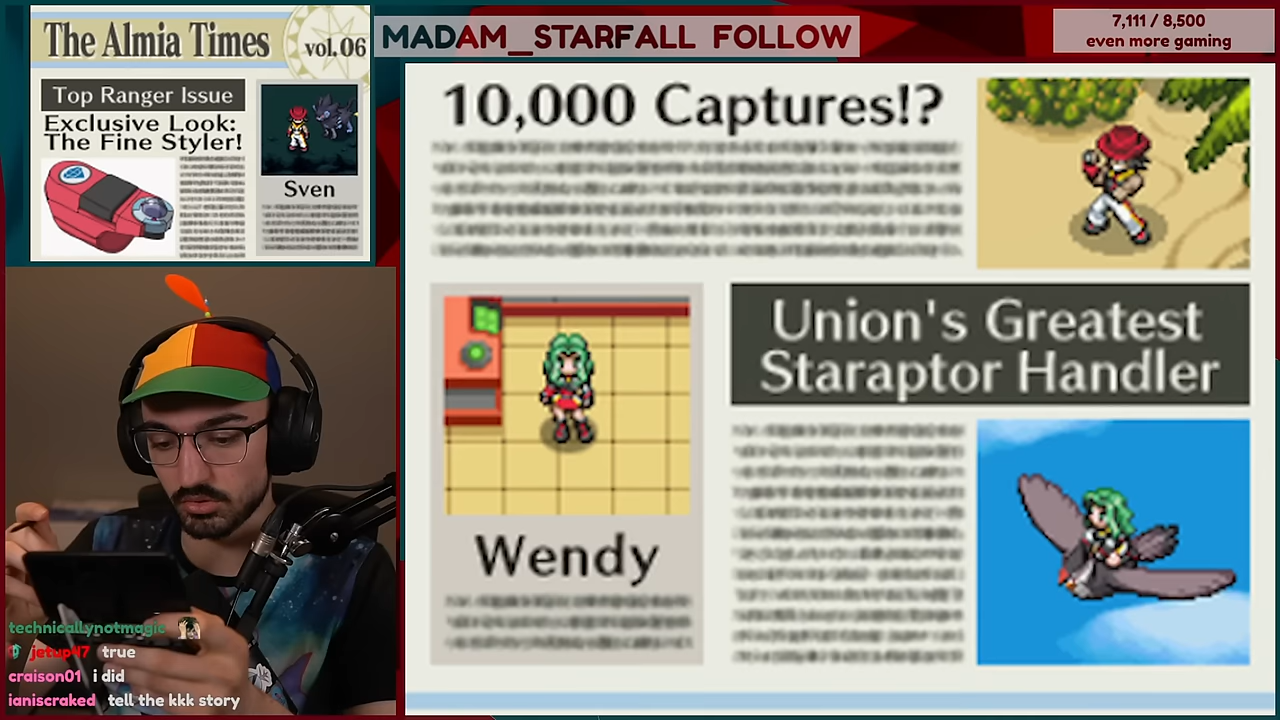 The Almia Times
vol.06
Top Ranger Issue
Exclusive Look:
The Fine Styler!
Sven
MADAM_STARFALL FOLLOW
7,111 / 8,500
even more gaming
10,000 Captures!?
Wendy
Union's Greatest
Staraptor Handler
technicallynotmagic
jetup47 true
craison01 i did
ianiscraked tell the kkk story